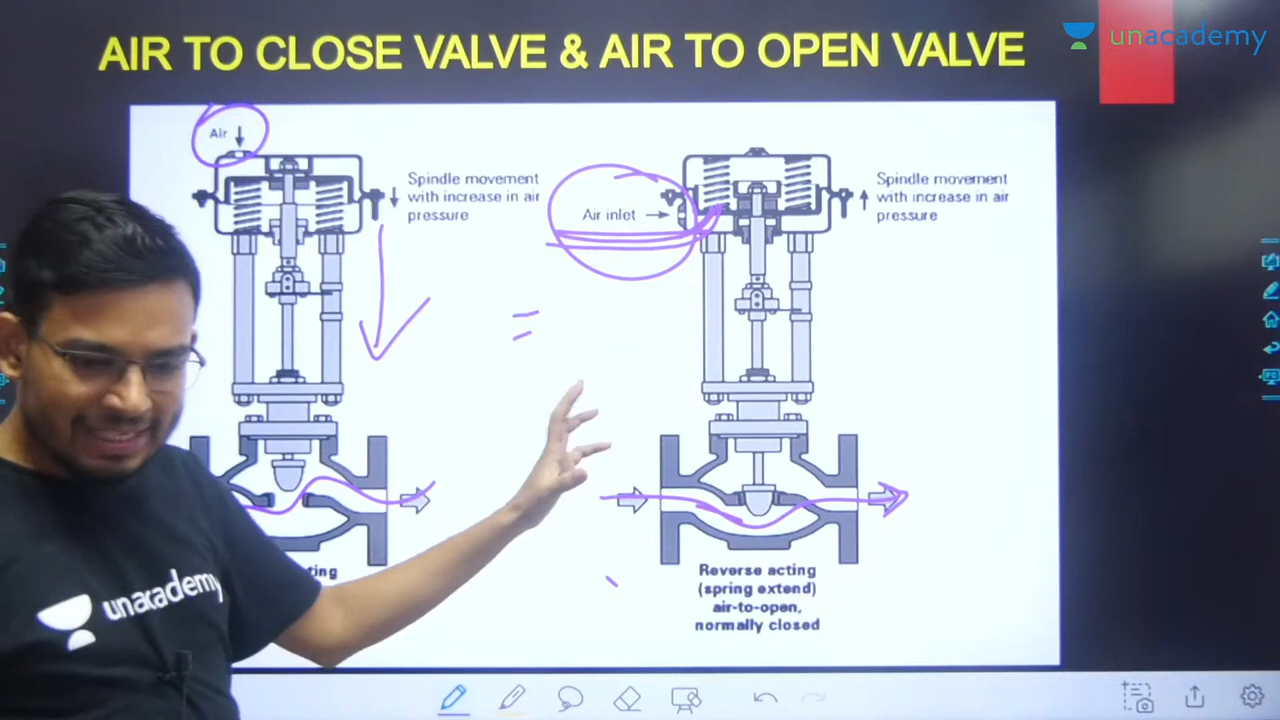 AIR TO CLOSE VALVE & AIR TO OPEN VALVE
unacademy
Air
Spindle movement
with increase in air
pressure
Air inlet
Spindle movement
with increase in air
pressure
=
Reverse acting
(spring extend)
air-to-open,
normally closed
unacademy